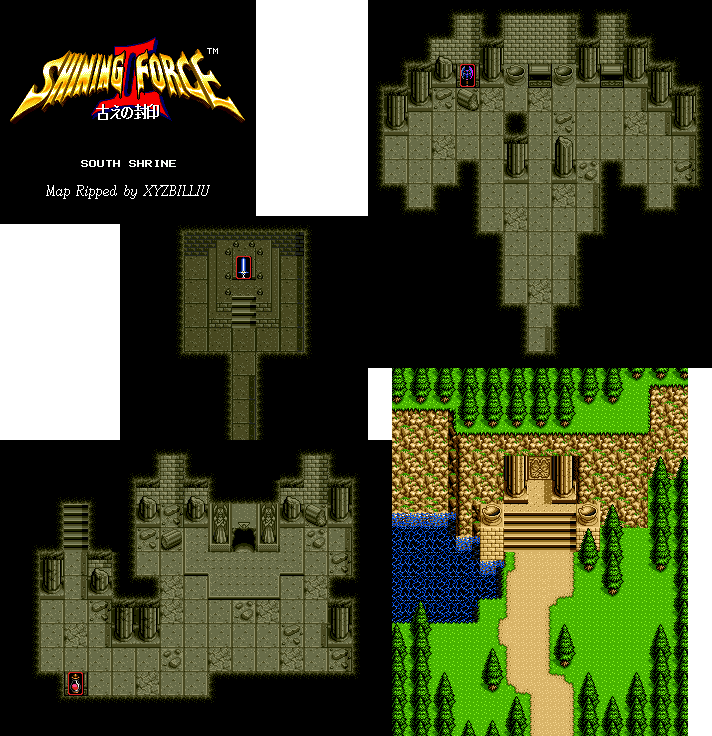 SHINING FORCE II ™
古えの封印
SOUTH SHRINE
Map Ripped by XYZBILLIU